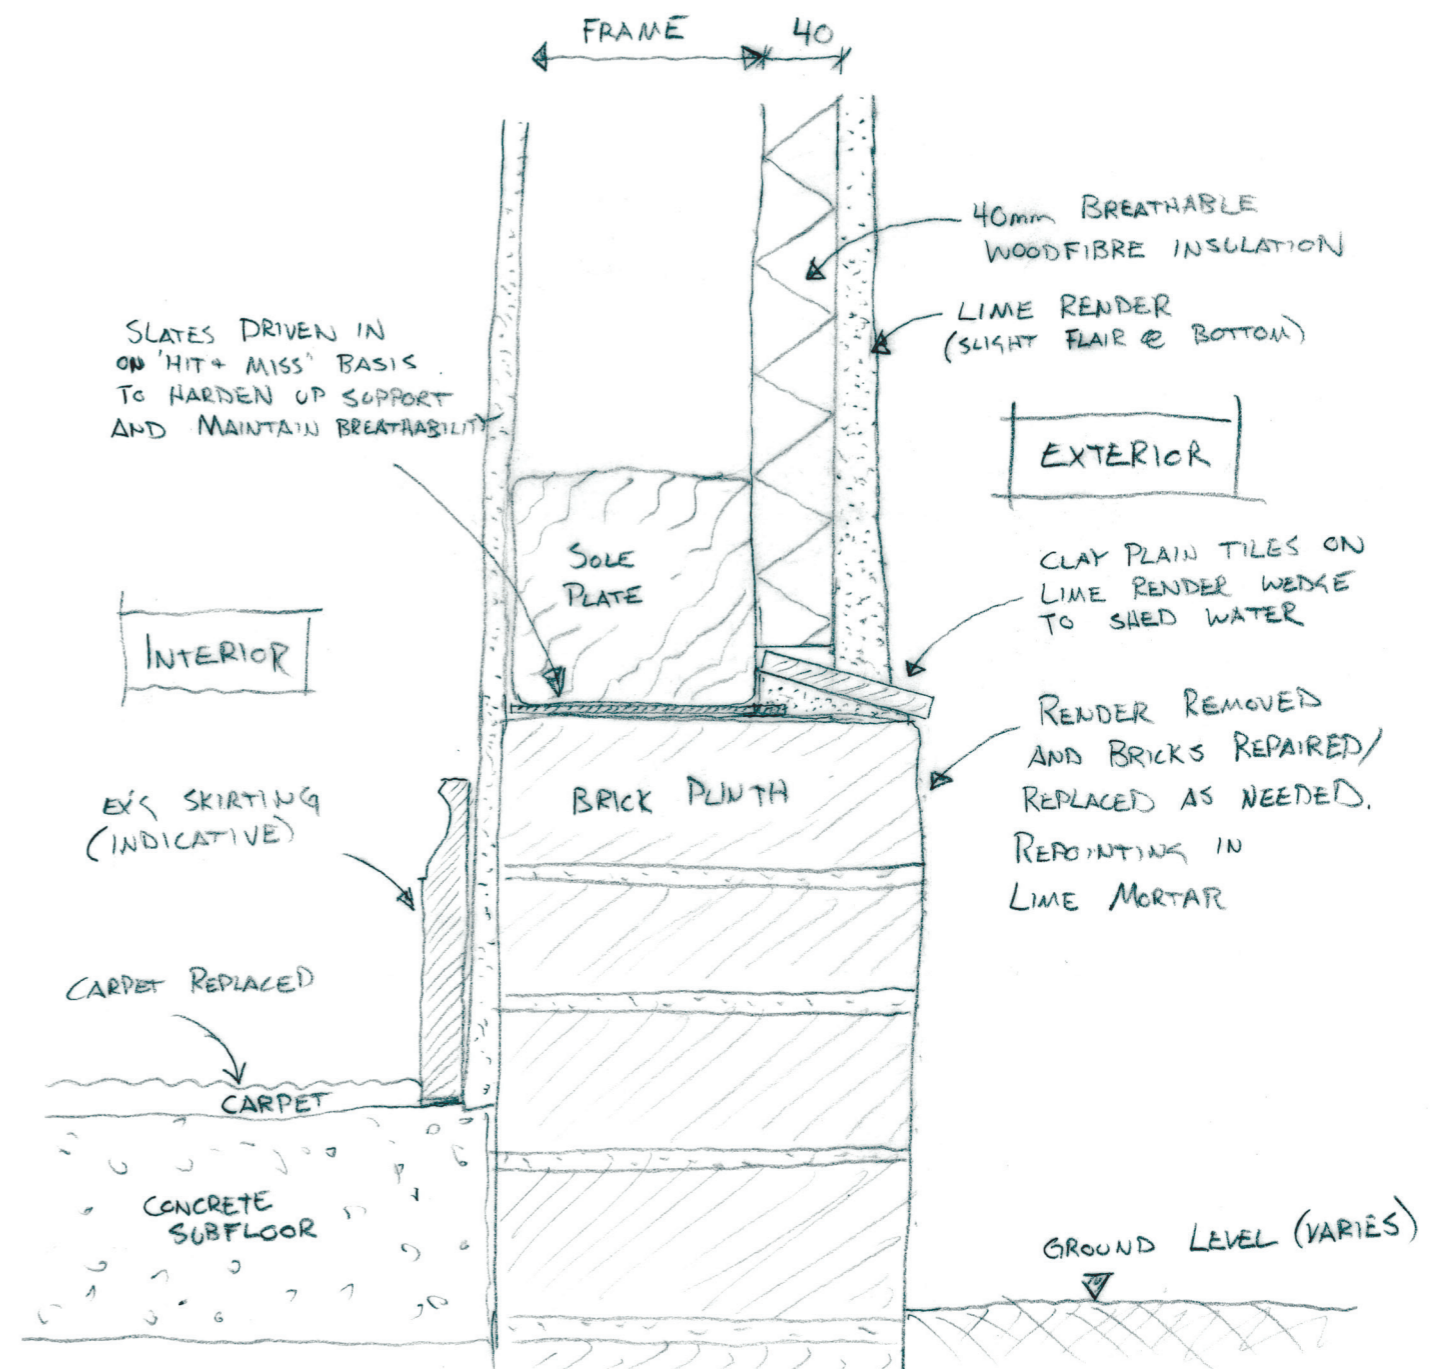 FRAME
40
40mm BREATHABLE
WOODFIBRE INSULATION
LIME RENDER
(SLIGHT FLAIR @ BOTTOM)
SLATES DRIVEN IN
ON 'HIT + MISS' BASIS.
TO HARDEN UP SUPPORT
AND MAINTAIN BREATHABILITY
EXTERIOR
SOLE
PLATE
CLAY PLAIN TILES ON
LIME RENDER WEDGE
TO SHED WATER
INTERIOR
RENDER REMOVED
AND BRICKS REPAIRED/
REPLACED AS NEEDED.
REPOINTING IN
LIME MORTAR
BRICK PLINTH
EX'G SKIRTING
(INDICATIVE)
CARPET REPLACED
CARPET
CONCRETE
SUBFLOOR
GROUND LEVEL (VARIES)